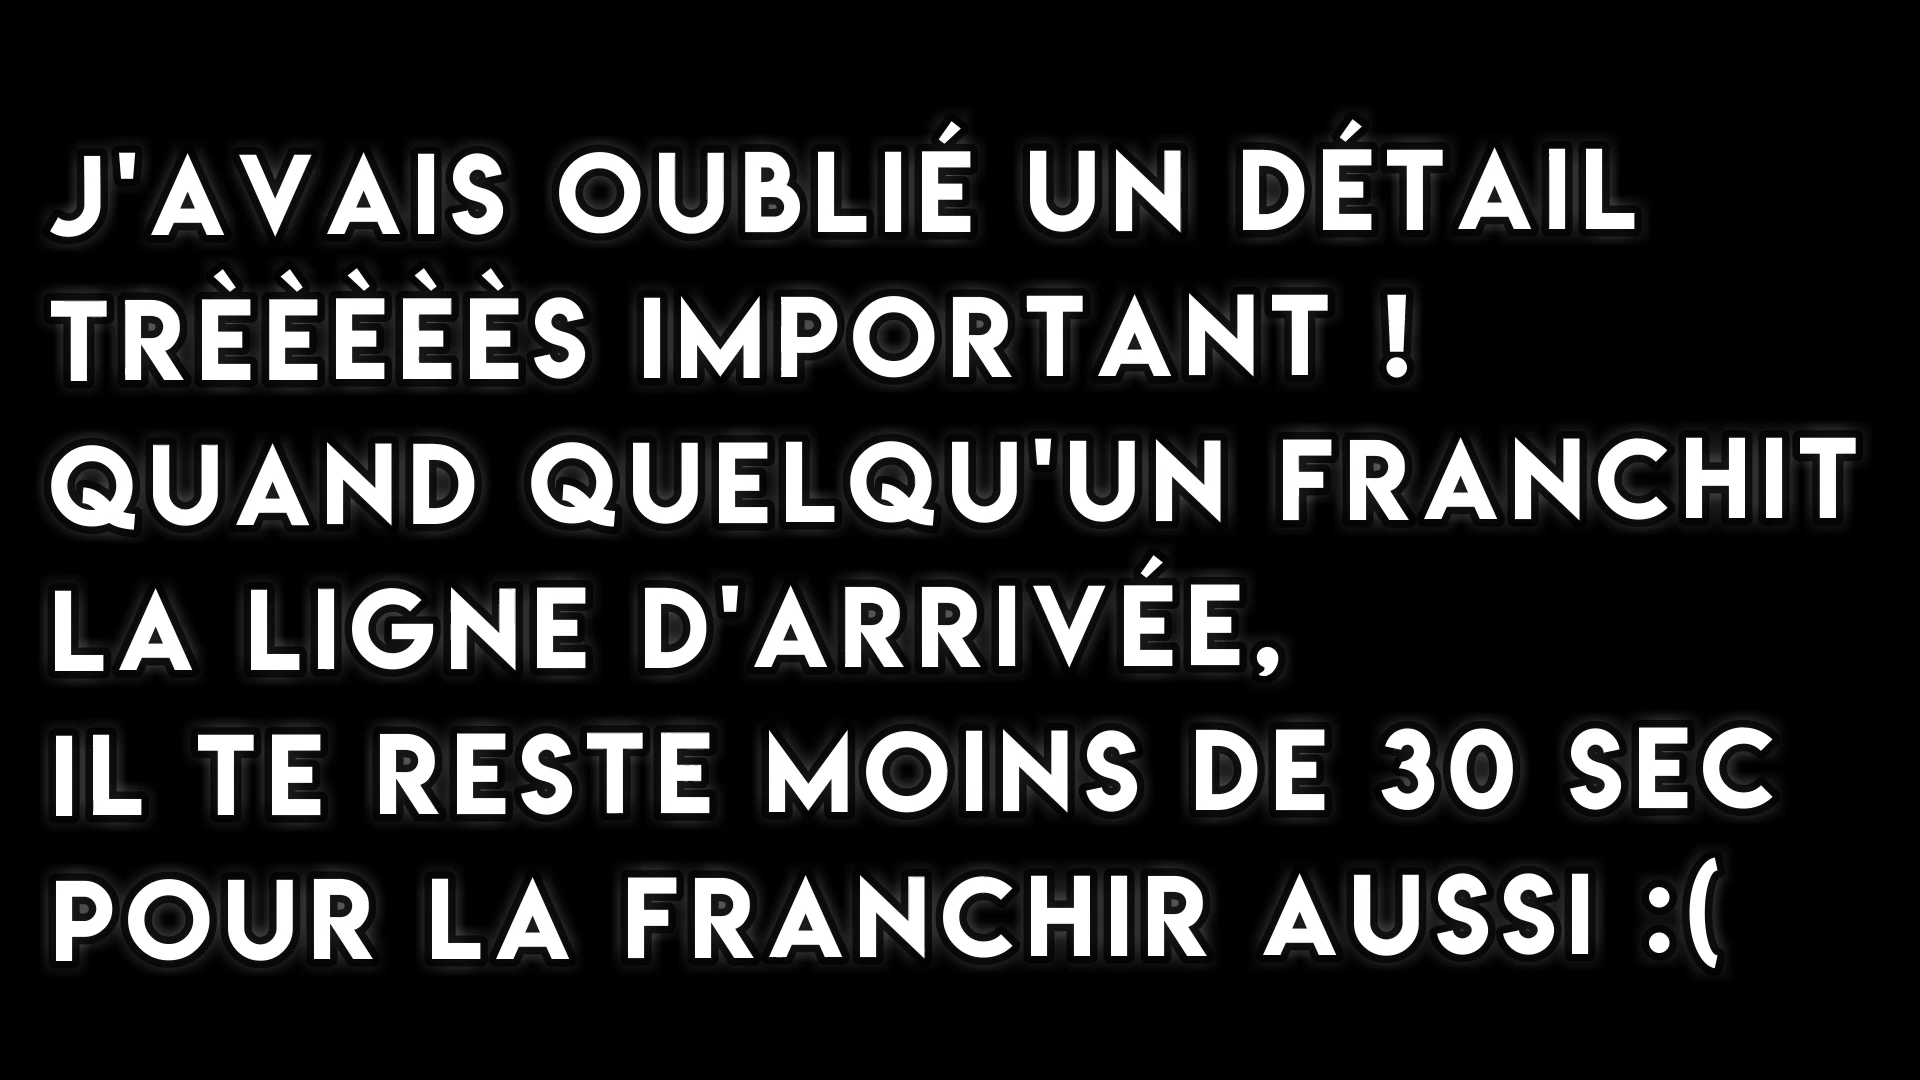 J'AVAIS OUBLIÉ UN DÉTAIL
TRÈÈÈÈÈS IMPORTANT !
QUAND QUELQU'UN FRANCHIT
LA LIGNE D'ARRIVÉE,
IL TE RESTE MOINS DE 30 SEC
POUR LA FRANCHIR AUSSI :(